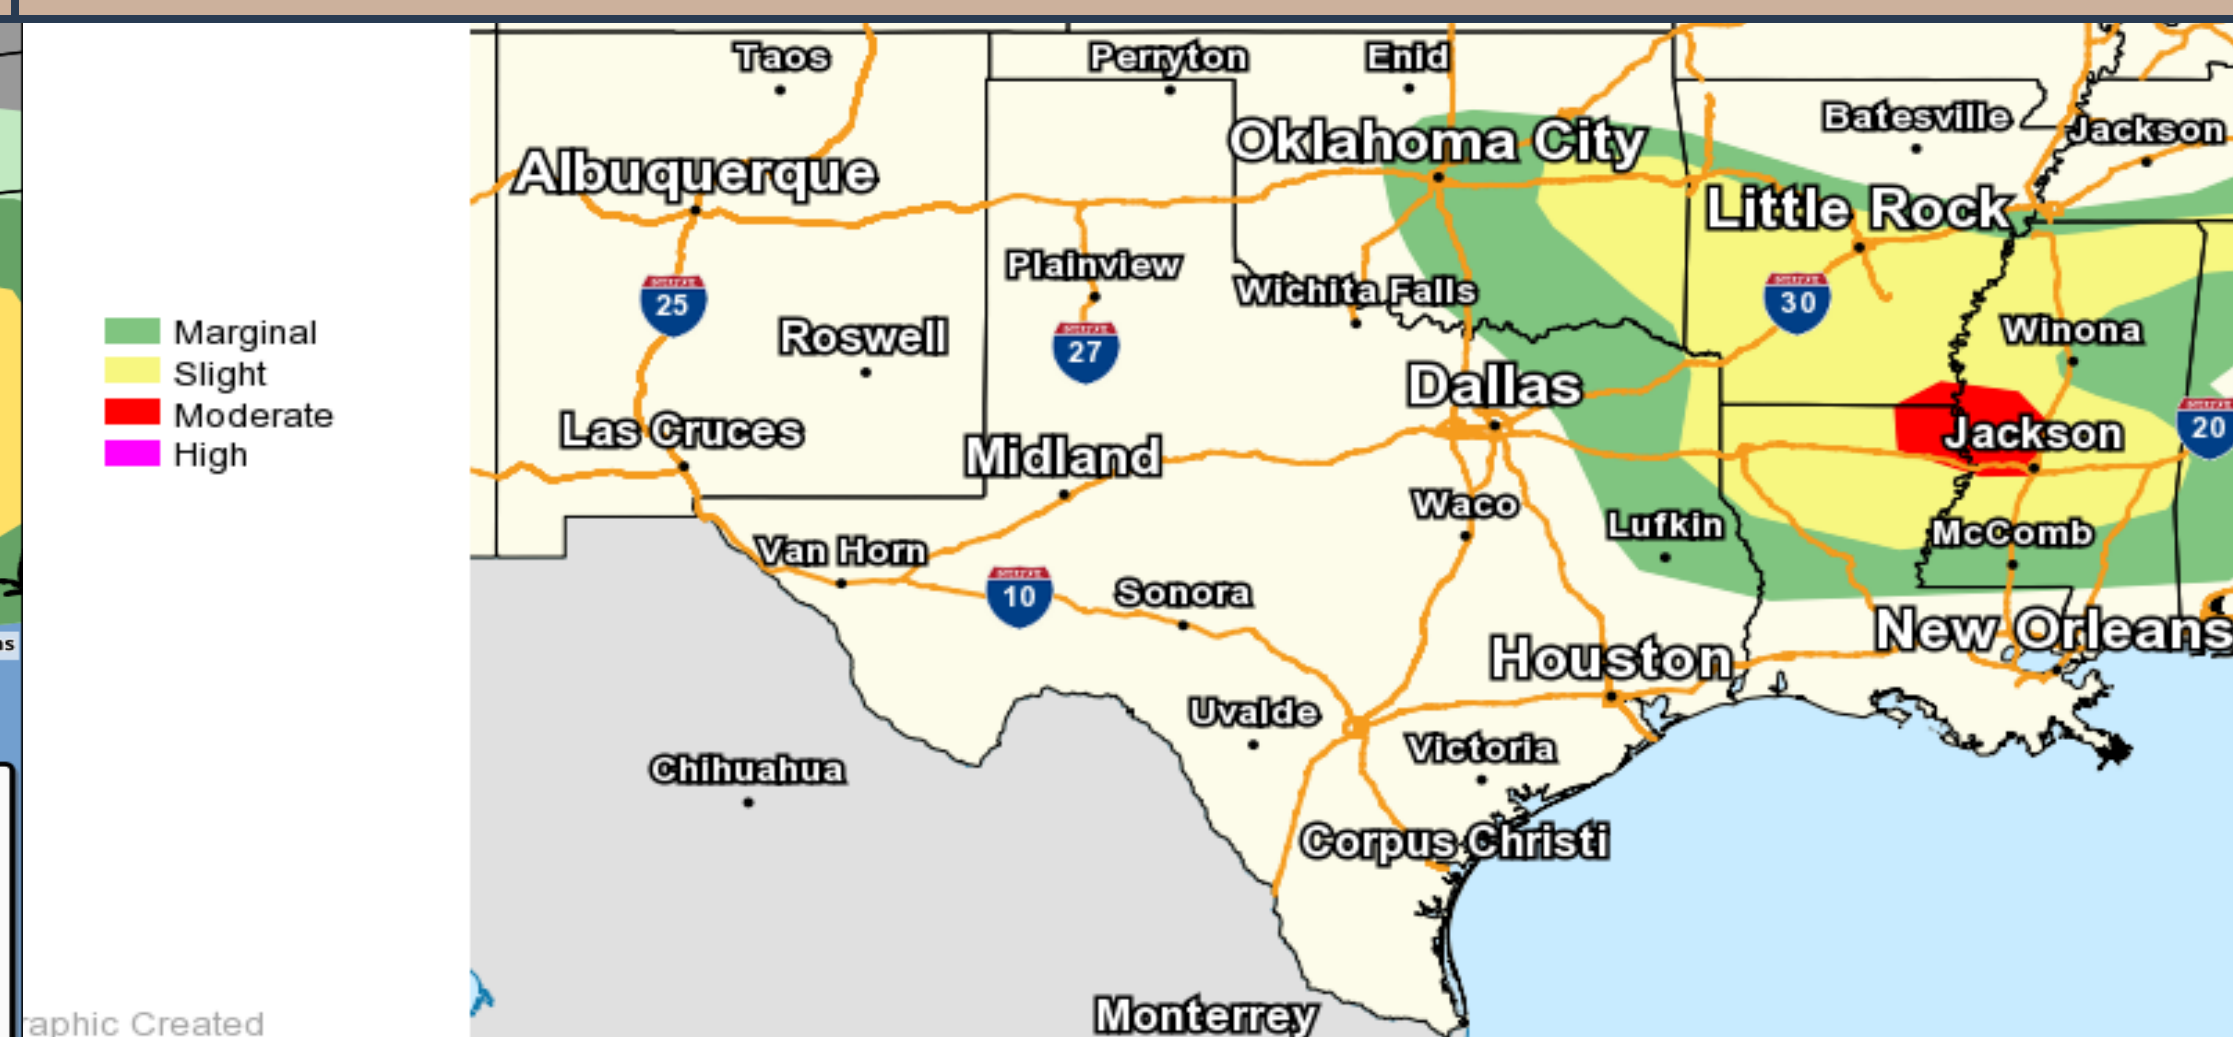 Taos
Perryton
Enid
Batesville
Jackson
Oklahoma City
Albuquerque
Little Rock
Plainview
Wichita Falls
25
30
Marginal
Slight
Moderate
High
Roswell
27
Winona
Dallas
Las Cruces
Midland
Jackson
20
Waco
Lufkin
McComb
Van Horn
10
Sonora
New Orleans
Houston
Uvalde
Victoria
Chihuahua
Corpus Christi
Monterrey
raphic Created